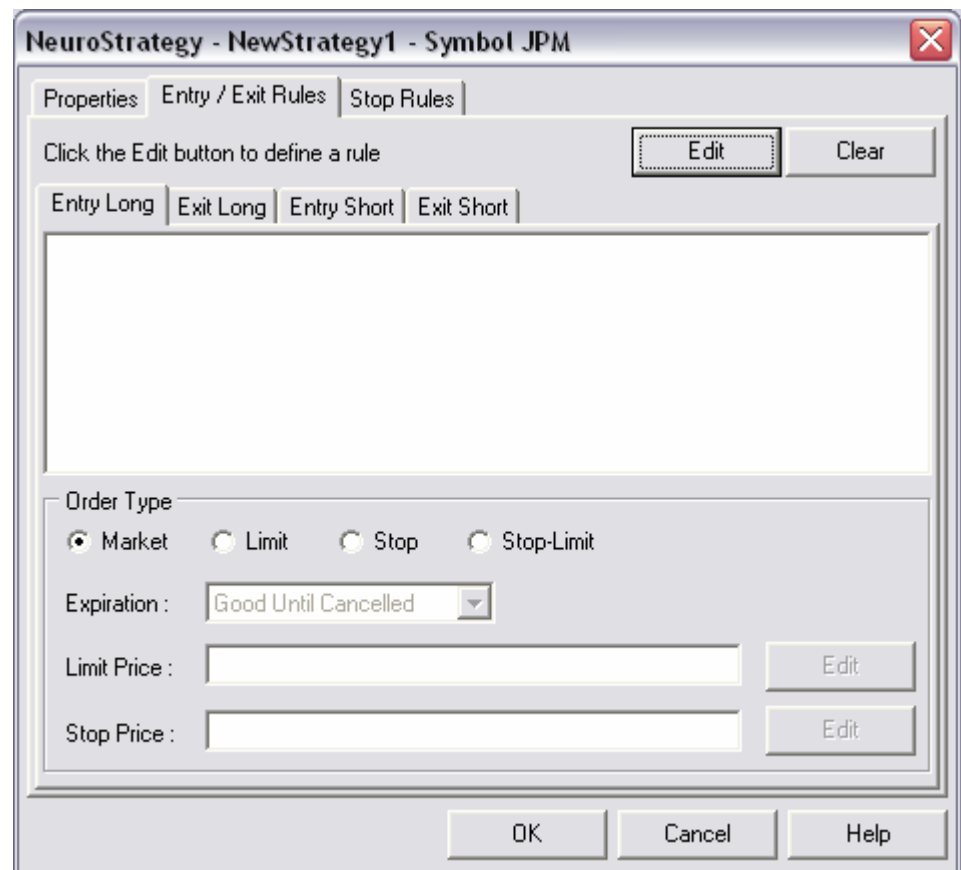 NeuroStrategy - NewStrategy1 - Symbol JPM
Properties Entry / Exit Rules Stop Rules
Click the Edit button to define a rule Edit Clear
Entry Long Exit Long Entry Short Exit Short
Order Type
Market Limit Stop Stop-Limit
Expiration : Good Until Cancelled
Limit Price : Edit
Stop Price : Edit
OK Cancel Help